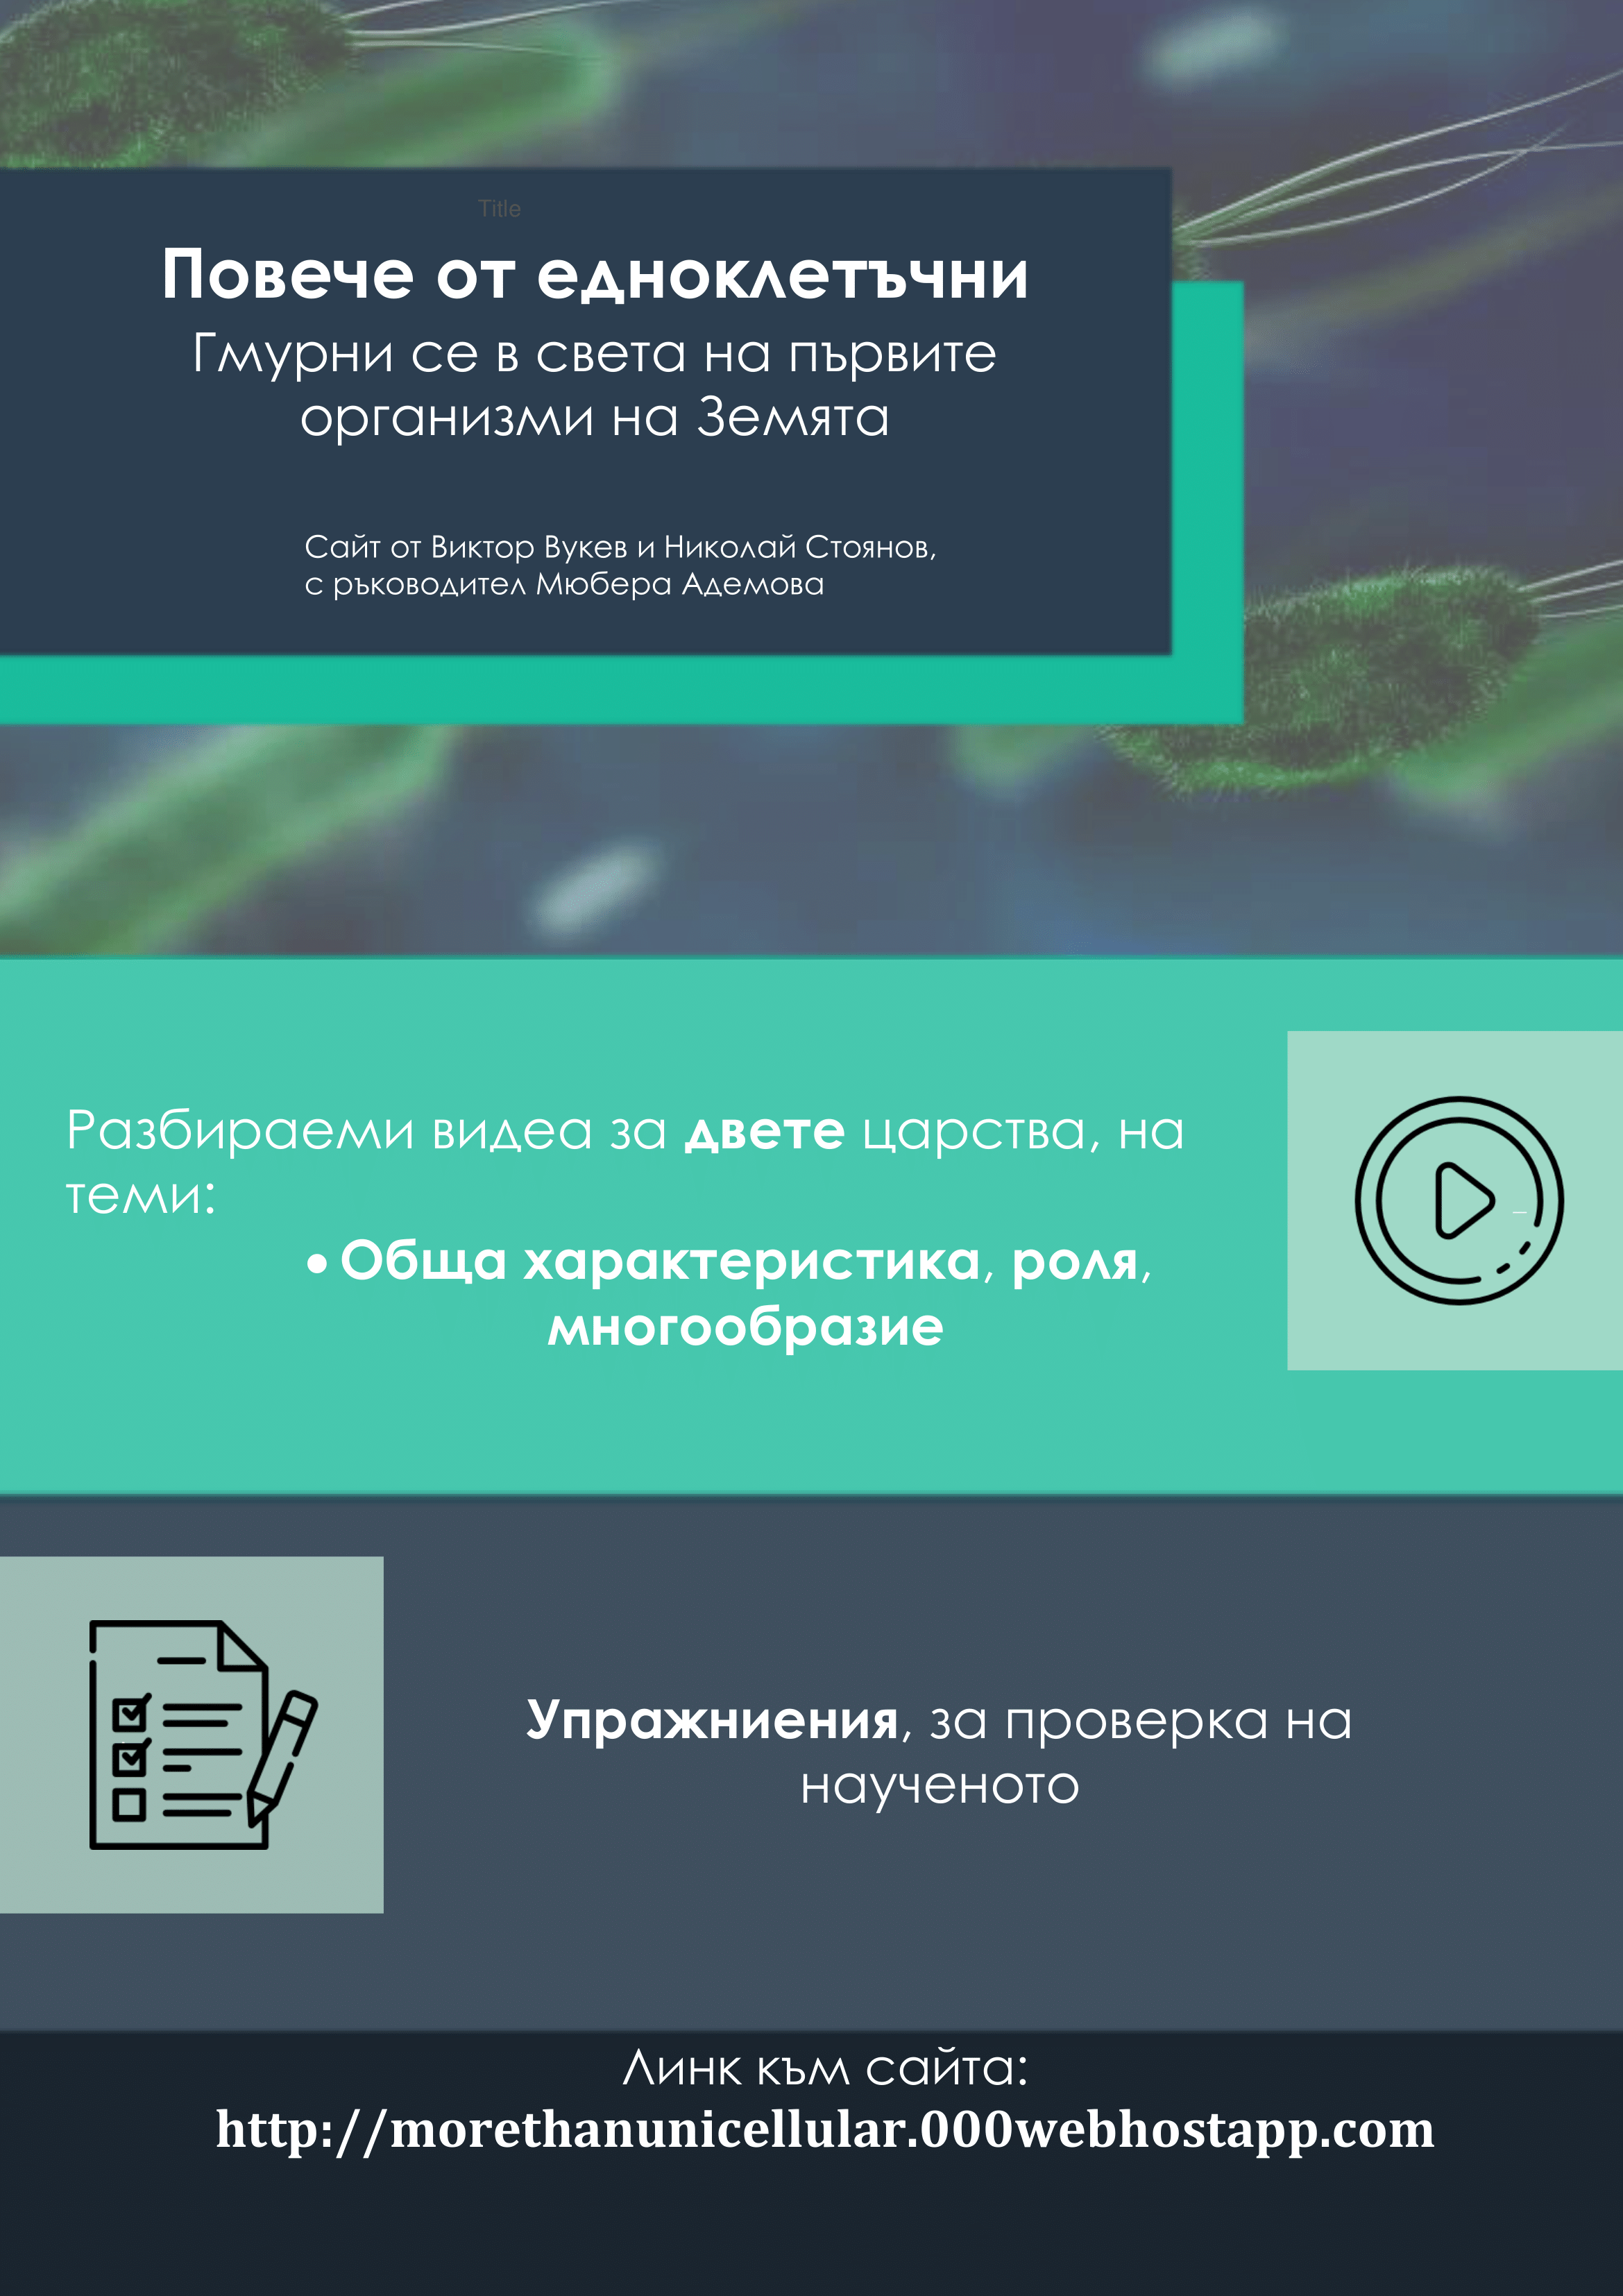 Title
Повече от едноклетъчни
Гмурни се в света на първите
организми на Земята
Сайт от Виктор Вукев и Николай Стоянов,
с ръководител Мюбера Адемова
Разбираеми видеа за двете царства, на
теми:
• Обща характеристика, роля,
многообразие
Упражниения, за проверка на
наученото
Линк към сайта:
http://morethanunicellular.000webhostapp.com